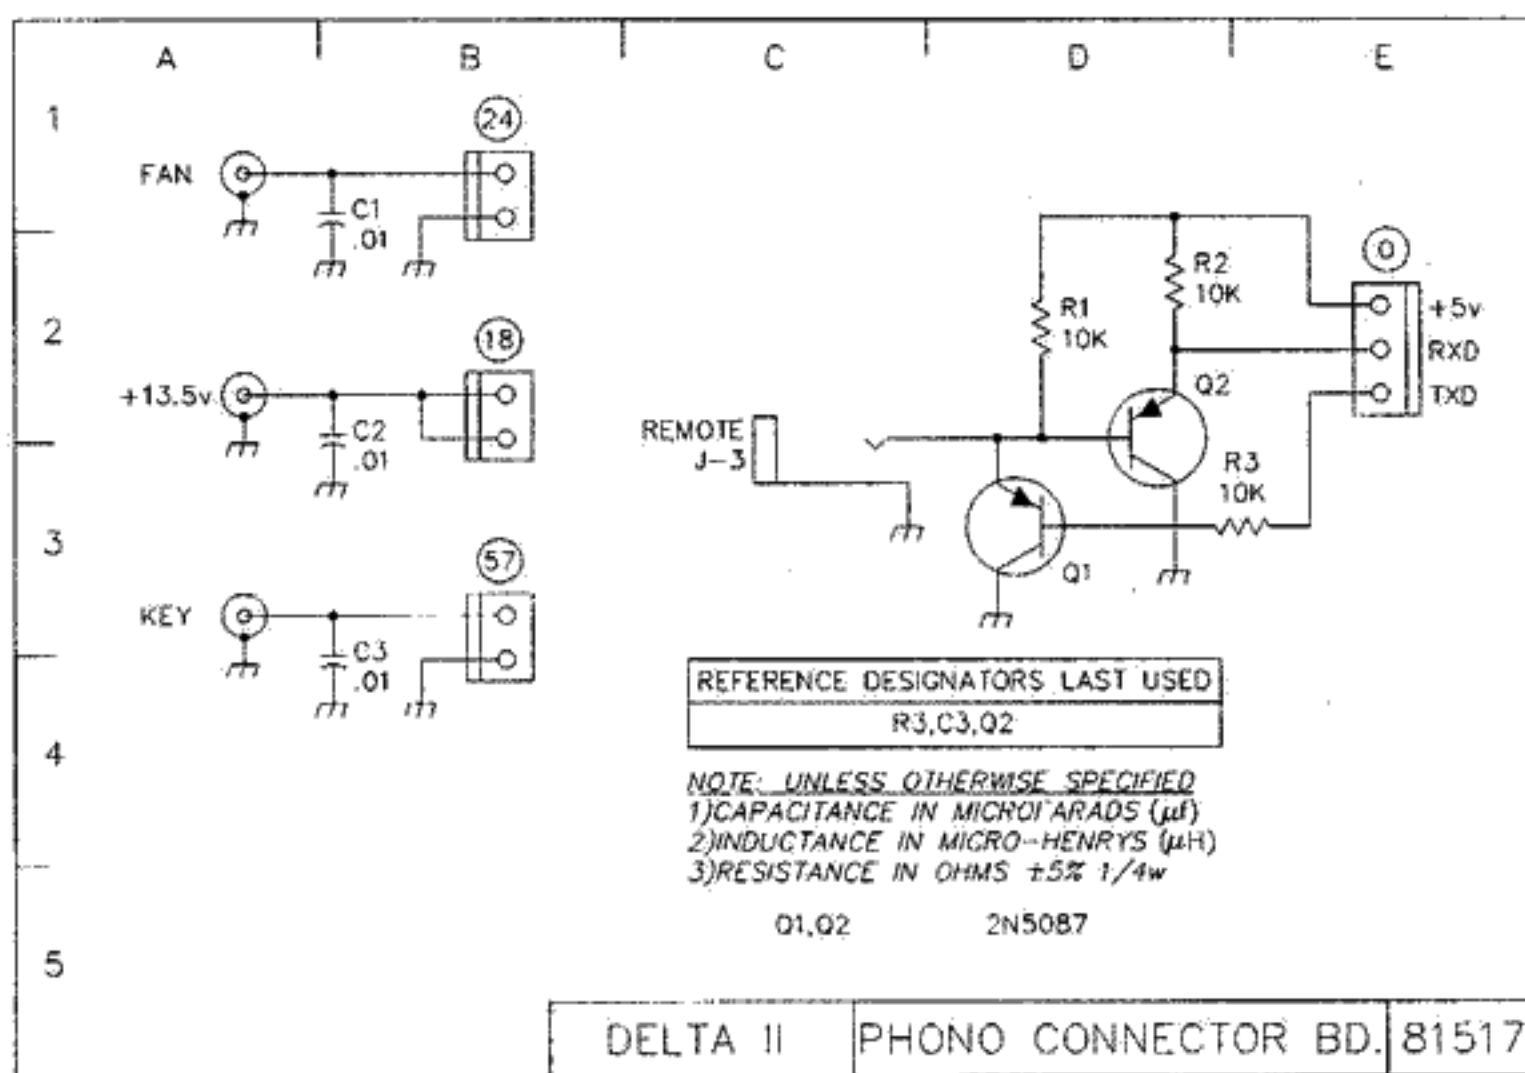 A B C D E
1
24
FAN
C1
.01
0
R2
10K
+5v
R1
10K
2
18
RXD
+13.5v
Q2
TXD
C2
.01
REMOTE
J-3
R3
10K
3
57
Q1
KEY
C3
.01
REFERENCE DESIGNATORS LAST USED
R3,C3,Q2
4
NOTE: UNLESS OTHERWISE SPECIFIED
1)CAPACITANCE IN MICROFARADS (µf)
2)INDUCTANCE IN MICRO-HENRYS (µH)
3)RESISTANCE IN OHMS ±5% 1/4w
Q1,Q2 2N5087
5
DELTA II PHONO CONNECTOR BD. 81517